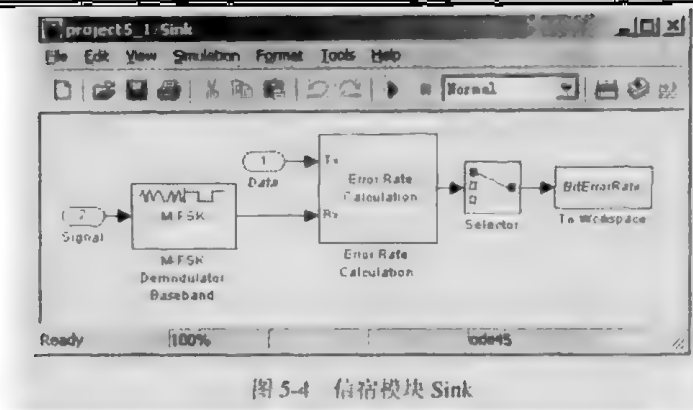 project5_1/Sink
File Edit View Simulation Format Tools Help
Normal
1
Data
Tx
Rx
Error Rate
Calculation
Error Rate
Calculation
2
Signal
M-FSK
M-FSK
Demodulator
Baseband
Selector
BitErrorRate
To Workspace
Ready 100% ode45
图 5-4 信宿模块 Sink